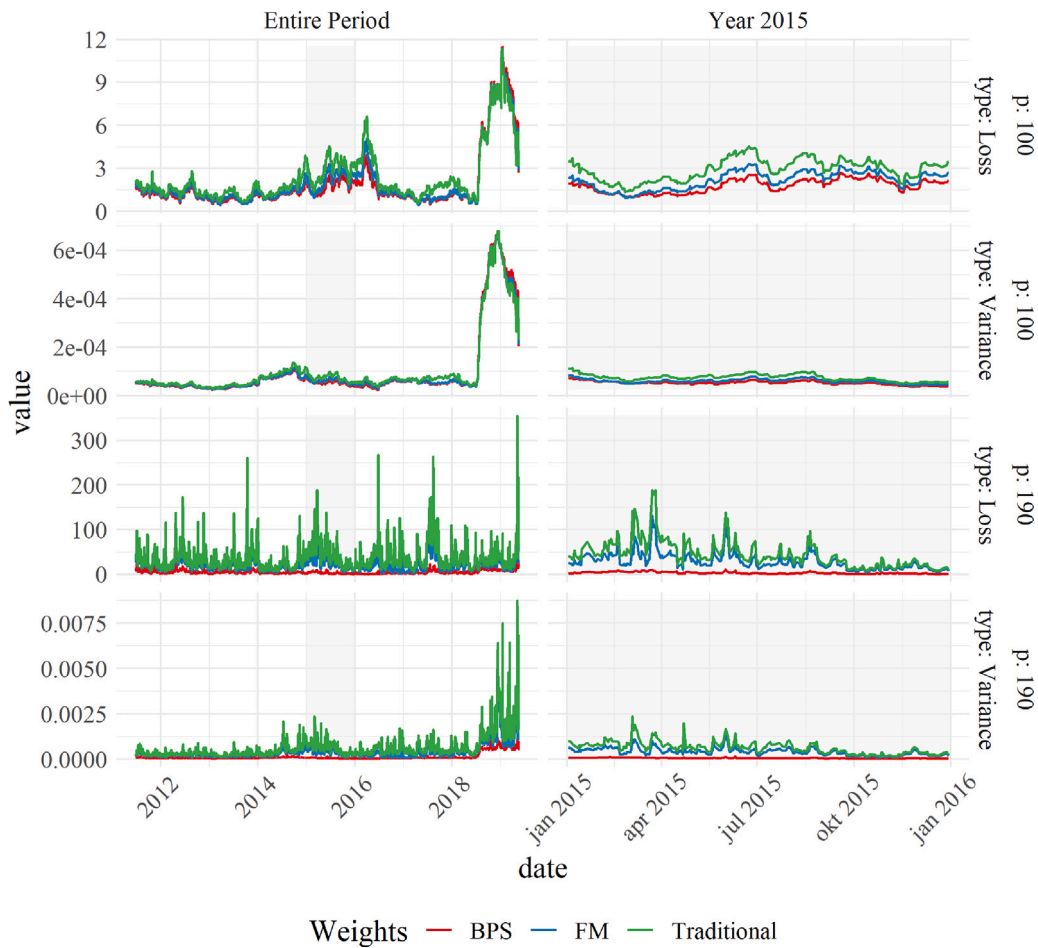 Entire Period Year 2015
12
9
6
3
0
p: 100
type: Loss
6e-04
4e-04
2e-04
0e+00
p: 100
type: Variance
value
300
200
100
0
p: 190
type: Loss
0.0075
0.0050
0.0025
0.0000
p: 190
type: Variance
2012 2014 2016 2018 jan 2015 apr 2015 jul 2015 okt 2015 jan 2016
date
Weights BPS FM Traditional